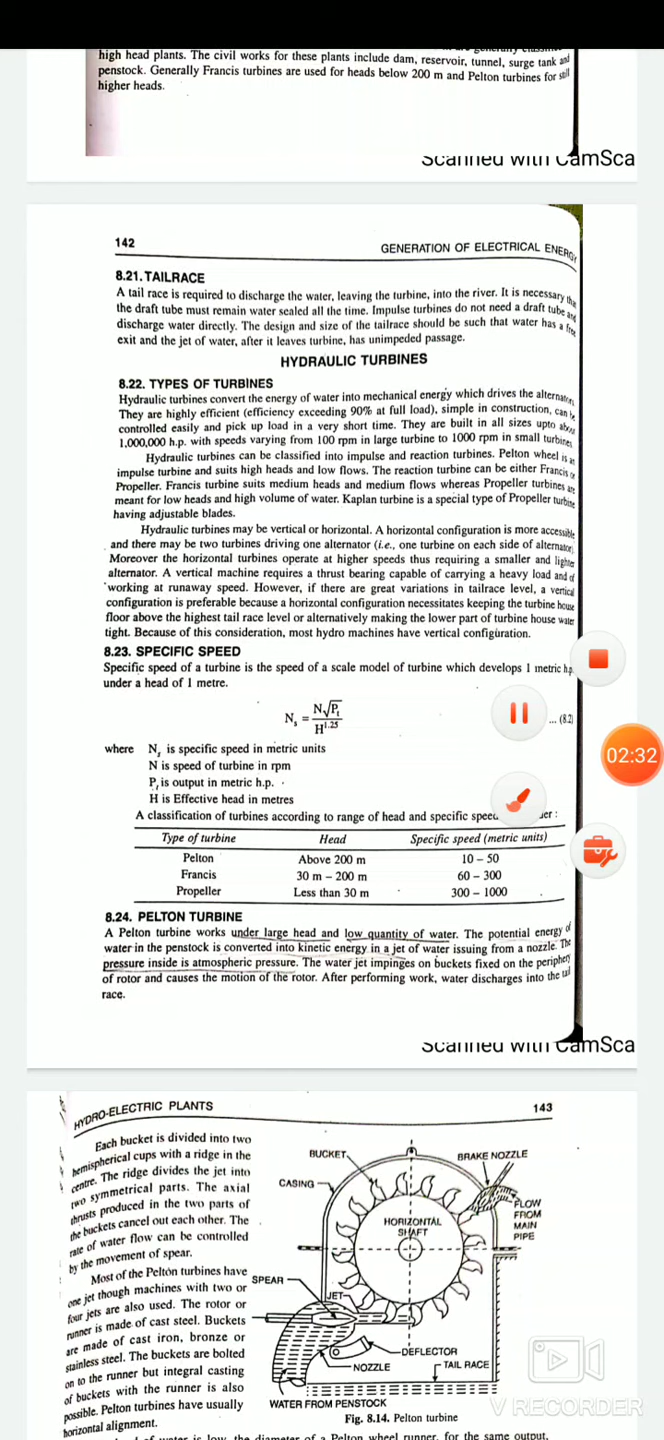 high head plants. The civil works for these plants include dam, reservoir, tunnel, surge tank and
penstock. Generally Francis turbines are used for heads below 200 m and Pelton turbines for still
higher heads.
Scanned with CamSca
142
GENERATION OF ELECTRICAL ENERGY
8.21. TAILRACE
A tail race is required to discharge the water, leaving the turbine, into the river. It is necessary the
the draft tube must remain water sealed all the time. Impulse turbines do not need a draft tube and
discharge water directly. The design and size of the tailrace should be such that water has a free
exit and the jet of water, after it leaves turbine, has unimpeded passage.
HYDRAULIC TURBINES
8.22. TYPES OF TURBINES
Hydraulic turbines convert the energy of water into mechanical energy which drives the alternator.
They are highly efficient (efficiency exceeding 90% at full load), simple in construction, can be
controlled easily and pick up load in a very short time. They are built in all sizes upto about
1,000,000 h.p. with speeds varying from 100 rpm in large turbine to 1000 rpm in small turbines
Hydraulic turbines can be classified into impulse and reaction turbines. Pelton wheel is an
impulse turbine and suits high heads and low flows. The reaction turbine can be either Francis or
Propeller. Francis turbine suits medium heads and medium flows whereas Propeller turbines are
meant for low heads and high volume of water. Kaplan turbine is a special type of Propeller turbine
having adjustable blades.
Hydraulic turbines may be vertical or horizontal. A horizontal configuration is more accessible
and there may be two turbines driving one alternator (i.e., one turbine on each side of alternator).
Moreover the horizontal turbines operate at higher speeds thus requiring a smaller and lighter
alternator. A vertical machine requires a thrust bearing capable of carrying a heavy load and of
working at runaway speed. However, if there are great variations in tailrace level, a vertical
configuration is preferable because a horizontal configuration necessitates keeping the turbine house
floor above the highest tail race level or alternatively making the lower part of turbine house water
tight. Because of this consideration, most hydro machines have vertical configuration.
8.23. SPECIFIC SPEED
Specific speed of a turbine is the speed of a scale model of turbine which develops 1 metric h.p.
under a head of 1 metre.
Nₛ = N√Pₜ / H^1.25 ... (8.2)
02:32
where Nₛ is specific speed in metric units
N is speed of turbine in rpm
Pₜ is output in metric h.p.
H is Effective head in metres
A classification of turbines according to range of head and specific der :
Type of turbine Head Specific speed (metric units)
Pelton Above 200 m 10 – 50
Francis 30 m – 200 m 60 – 300
Propeller Less than 30 m 300 – 1000
8.24. PELTON TURBINE
A Pelton turbine works under large head and low quantity of water. The potential energy of
water in the penstock is converted into kinetic energy in a jet of water issuing from a nozzle. The
pressure inside is atmospheric pressure. The water jet impinges on buckets fixed on the periphery
of rotor and causes the motion of the rotor. After performing work, water discharges into the tail
race.
Scanned with CamSca
HYDRO-ELECTRIC PLANTS
143
Each bucket is divided into two
hemispherical cups with a ridge in the
centre. The ridge divides the jet into
two symmetrical parts. The axial
thrusts produced in the two parts of
the buckets cancel out each other. The
rate of water flow can be controlled
by the movement of spear.
Most of the Pelton turbines have
one jet though machines with two or
four jets are also used. The rotor or
runner is made of cast steel. Buckets
are made of cast iron, bronze or
stainless steel. The buckets are bolted
on to the runner but integral casting
of buckets with the runner is also
possible. Pelton turbines have usually
horizontal alignment.
BUCKET
BRAKE NOZZLE
CASING
FLOW
FROM
MAIN
PIPE
HORIZONTAL
SHAFT
SPEAR
JET
DEFLECTOR
NOZZLE
TAIL RACE
WATER FROM PENSTOCK
Fig. 8.14. Pelton turbine
V RECORDER
of water is low, the diameter of a Pelton wheel runner, for the same output,